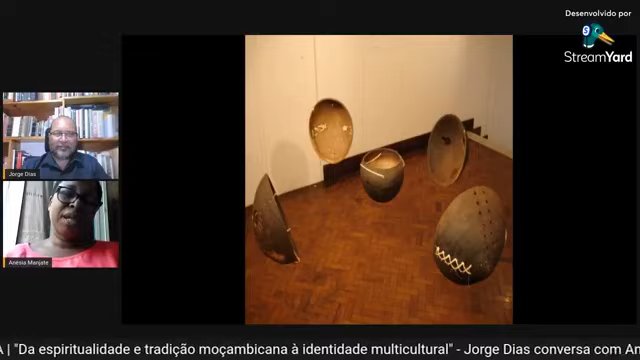 Desenvolvido por
StreamYard
Jorge Dias
Anésia Manjate
A | "Da espiritualidade e tradição moçambicana à identidade multicultural" - Jorge Dias conversa com An